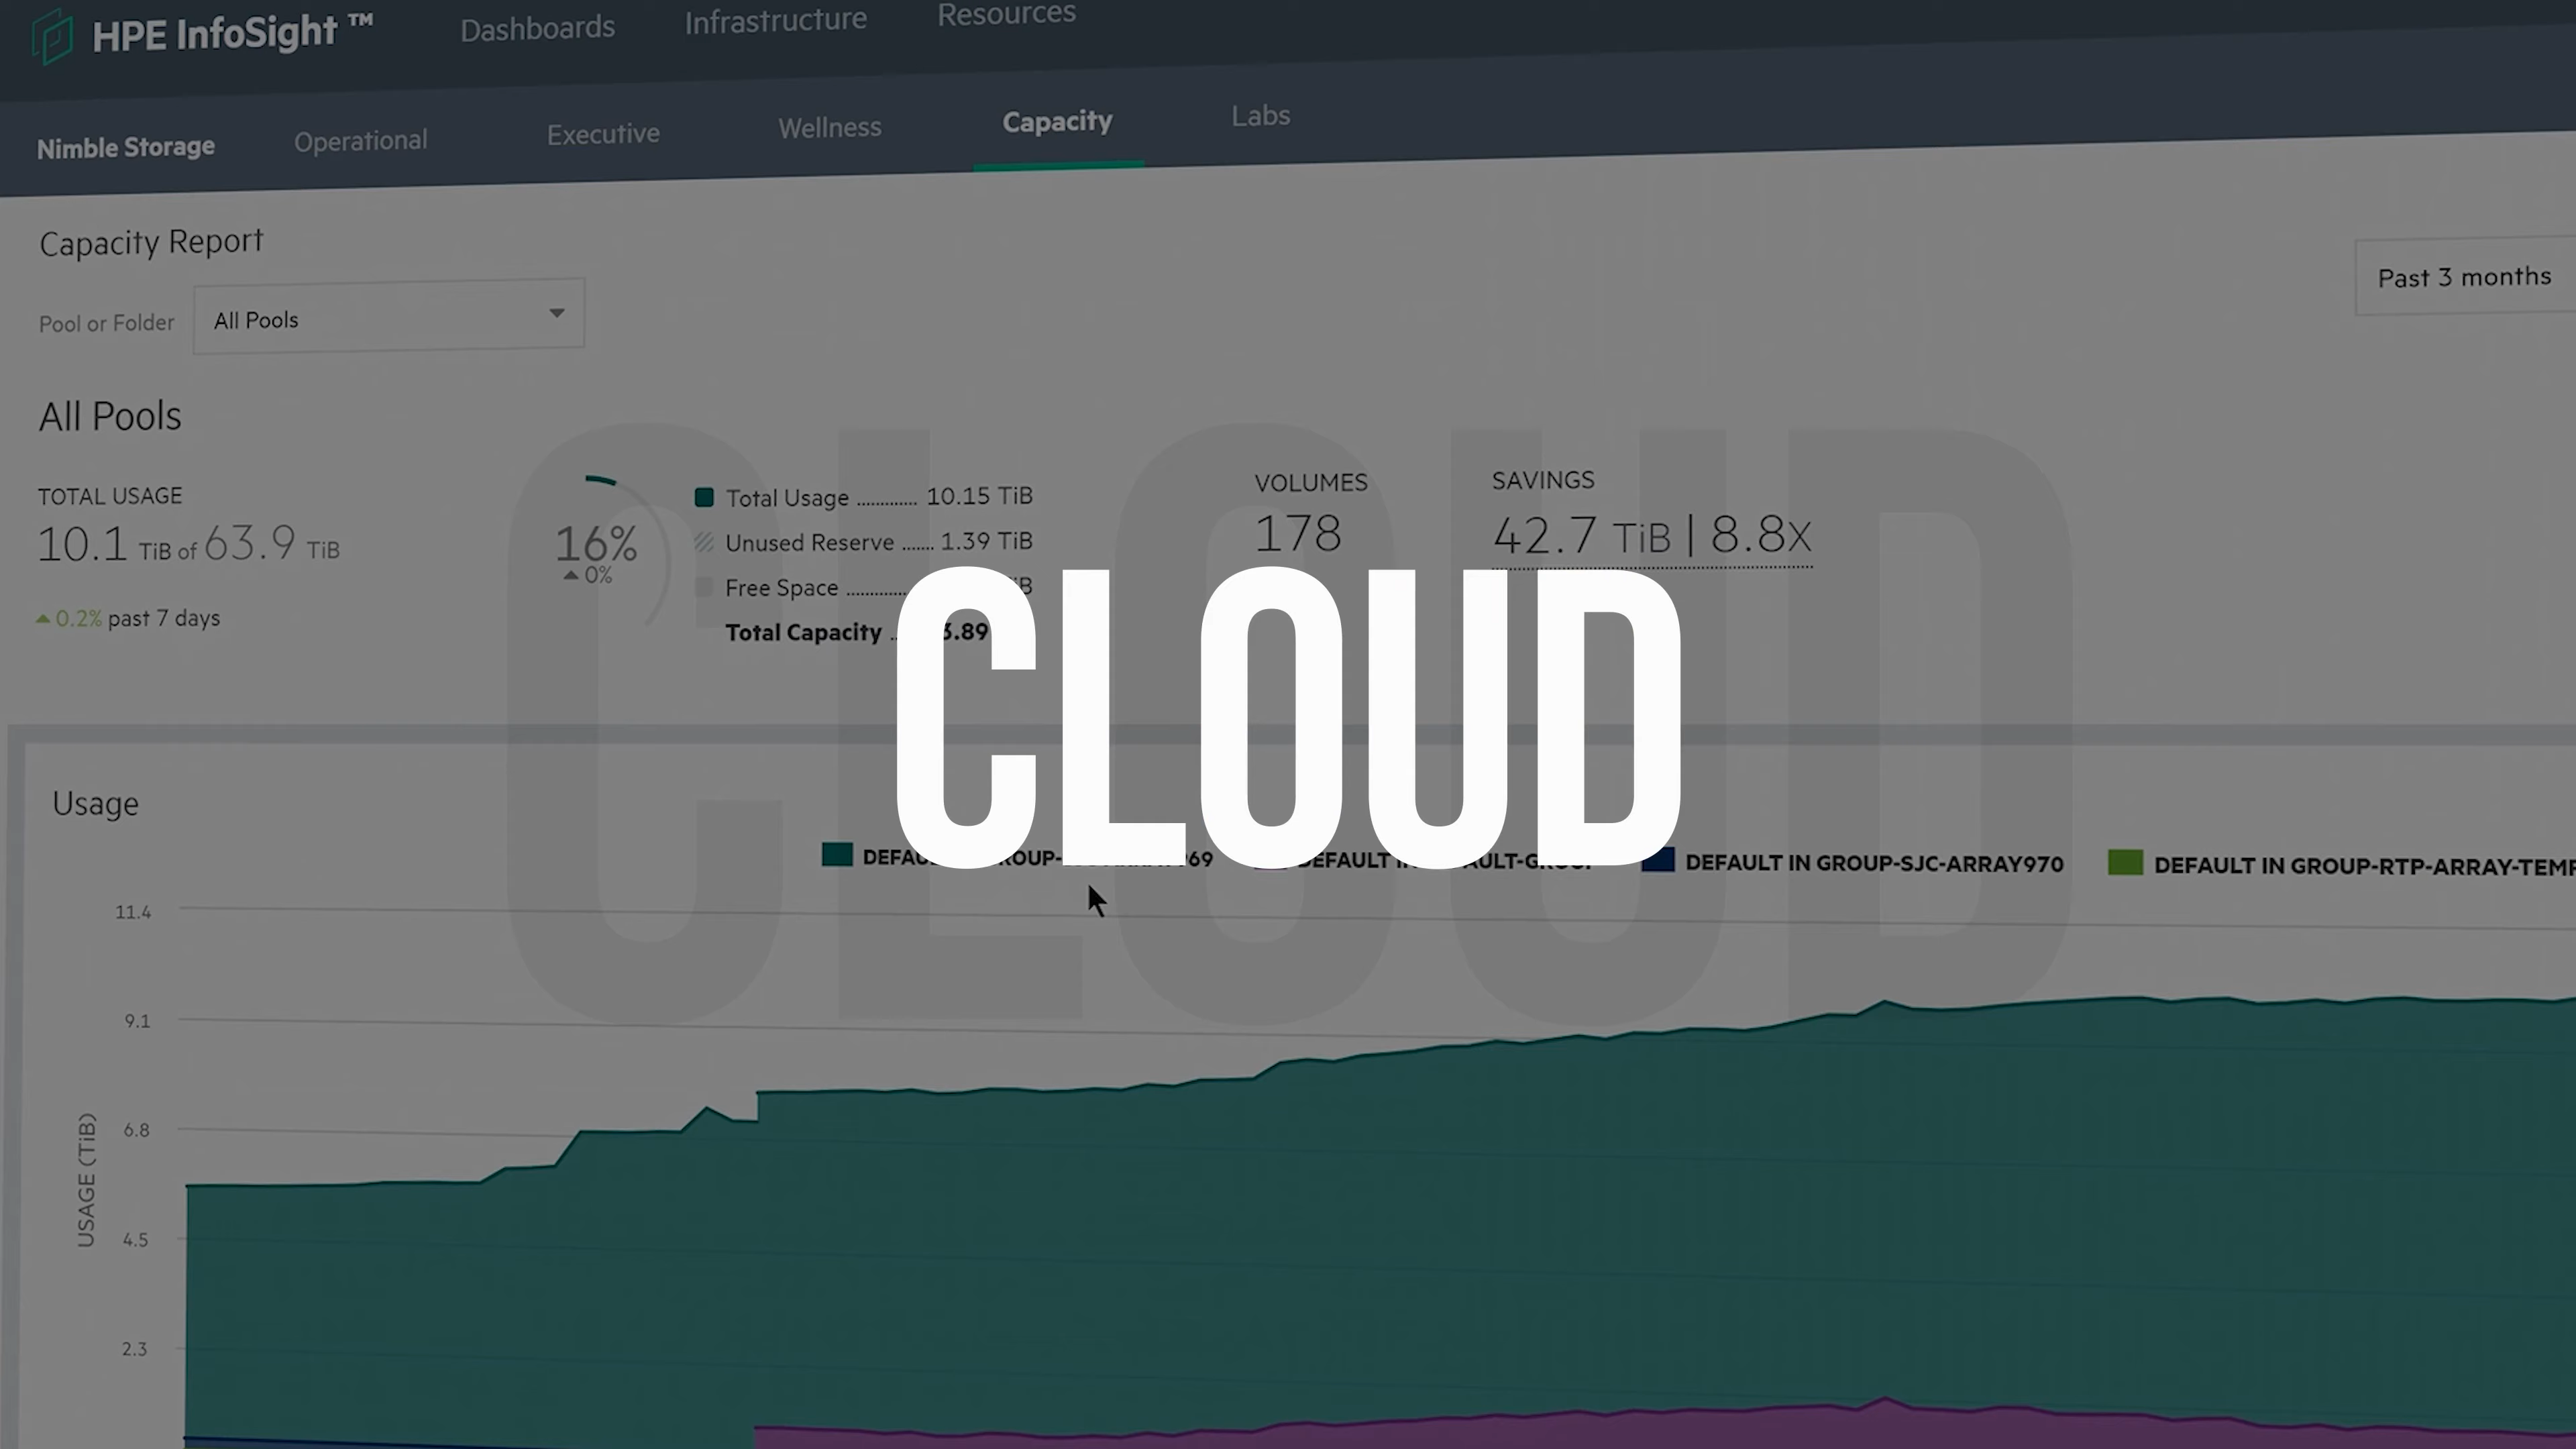 HPE InfoSight ™ Dashboards Infrastructure Resources
Nimble Storage Operational Executive Wellness Capacity Labs
Capacity Report
Past 3 months
Pool or Folder All Pools
All Pools
TOTAL USAGE
10.1 TiB of 63.9 TiB
0.2% past 7 days
16%
0%
Total Usage ............ 10.15 TiB
Unused Reserve ...... 1.39 TiB
Free Space
Total Capacity
VOLUMES
178
SAVINGS
42.7 TiB | 8.8X
CLOUD
CLOUD
Usage
DEFAULT IN GROUP-SJC-ARRAY970 DEFAULT IN GROUP-RTP-ARRAY-TEMP
11.4
9.1
6.8
4.5
2.3
USAGE (TiB)